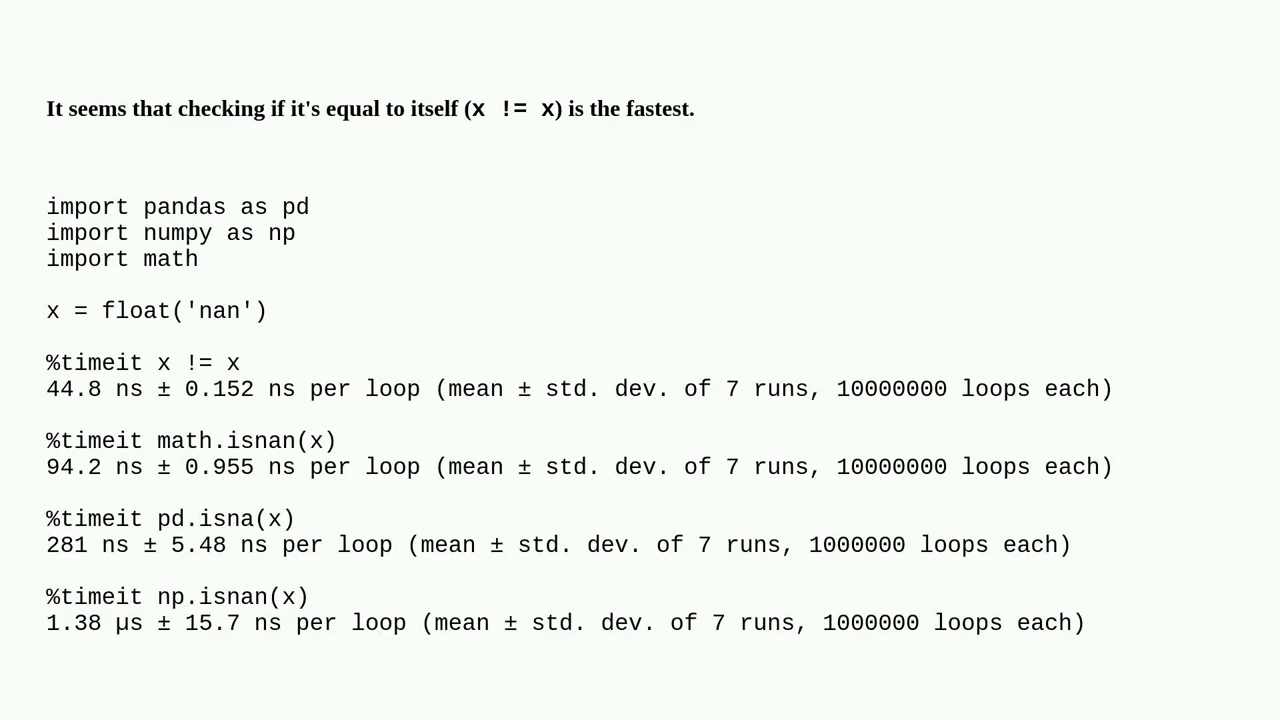 It seems that checking if it's equal to itself (x != x) is the fastest.
import pandas as pd
import numpy as np
import math
x = float('nan')
%timeit x != x
44.8 ns ± 0.152 ns per loop (mean ± std. dev. of 7 runs, 10000000 loops each)
%timeit math.isnan(x)
94.2 ns ± 0.955 ns per loop (mean ± std. dev. of 7 runs, 10000000 loops each)
%timeit pd.isna(x)
281 ns ± 5.48 ns per loop (mean ± std. dev. of 7 runs, 1000000 loops each)
%timeit np.isnan(x)
1.38 µs ± 15.7 ns per loop (mean ± std. dev. of 7 runs, 1000000 loops each)